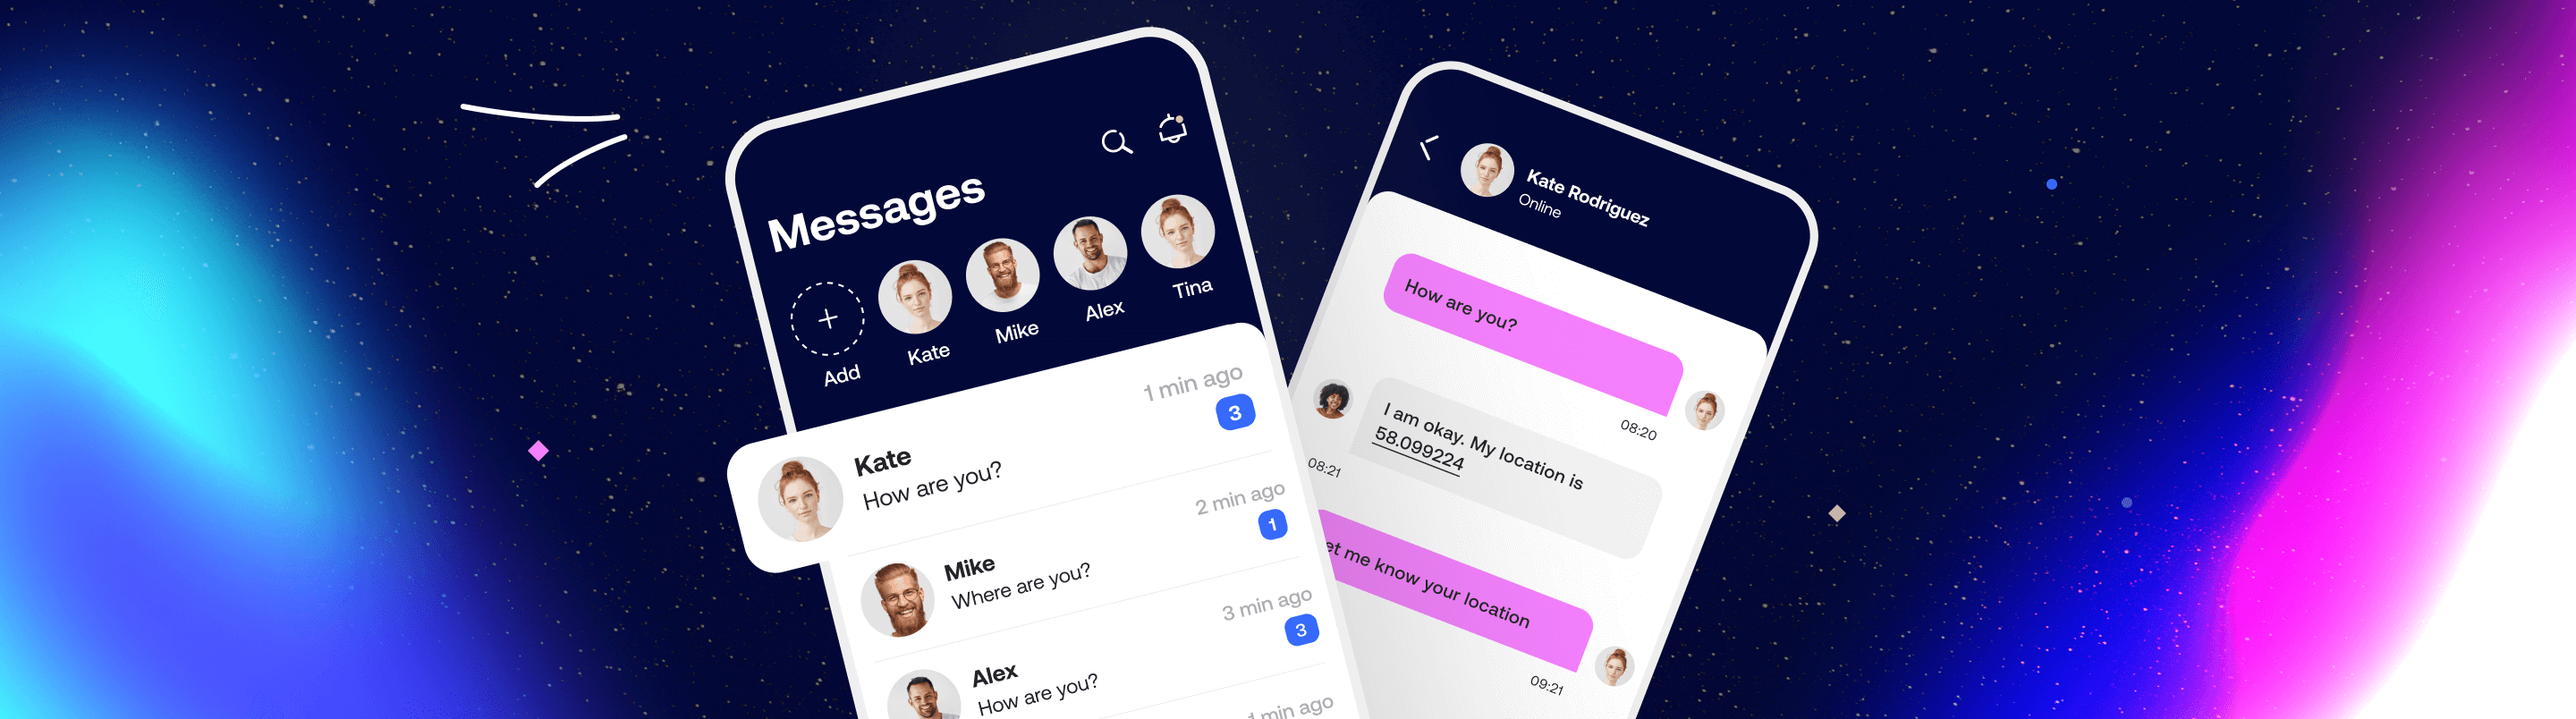 Messages
Add
Kate
Mike
Alex
Tina
Kate
How are you?
1 min ago
3
Mike
Where are you?
2 min ago
1
Alex
How are you?
3 min ago
3
min ago
Kate Rodriguez
Online
How are you?
08:20
I am okay. My location is
58.099224
08:21
me know your location
09:21